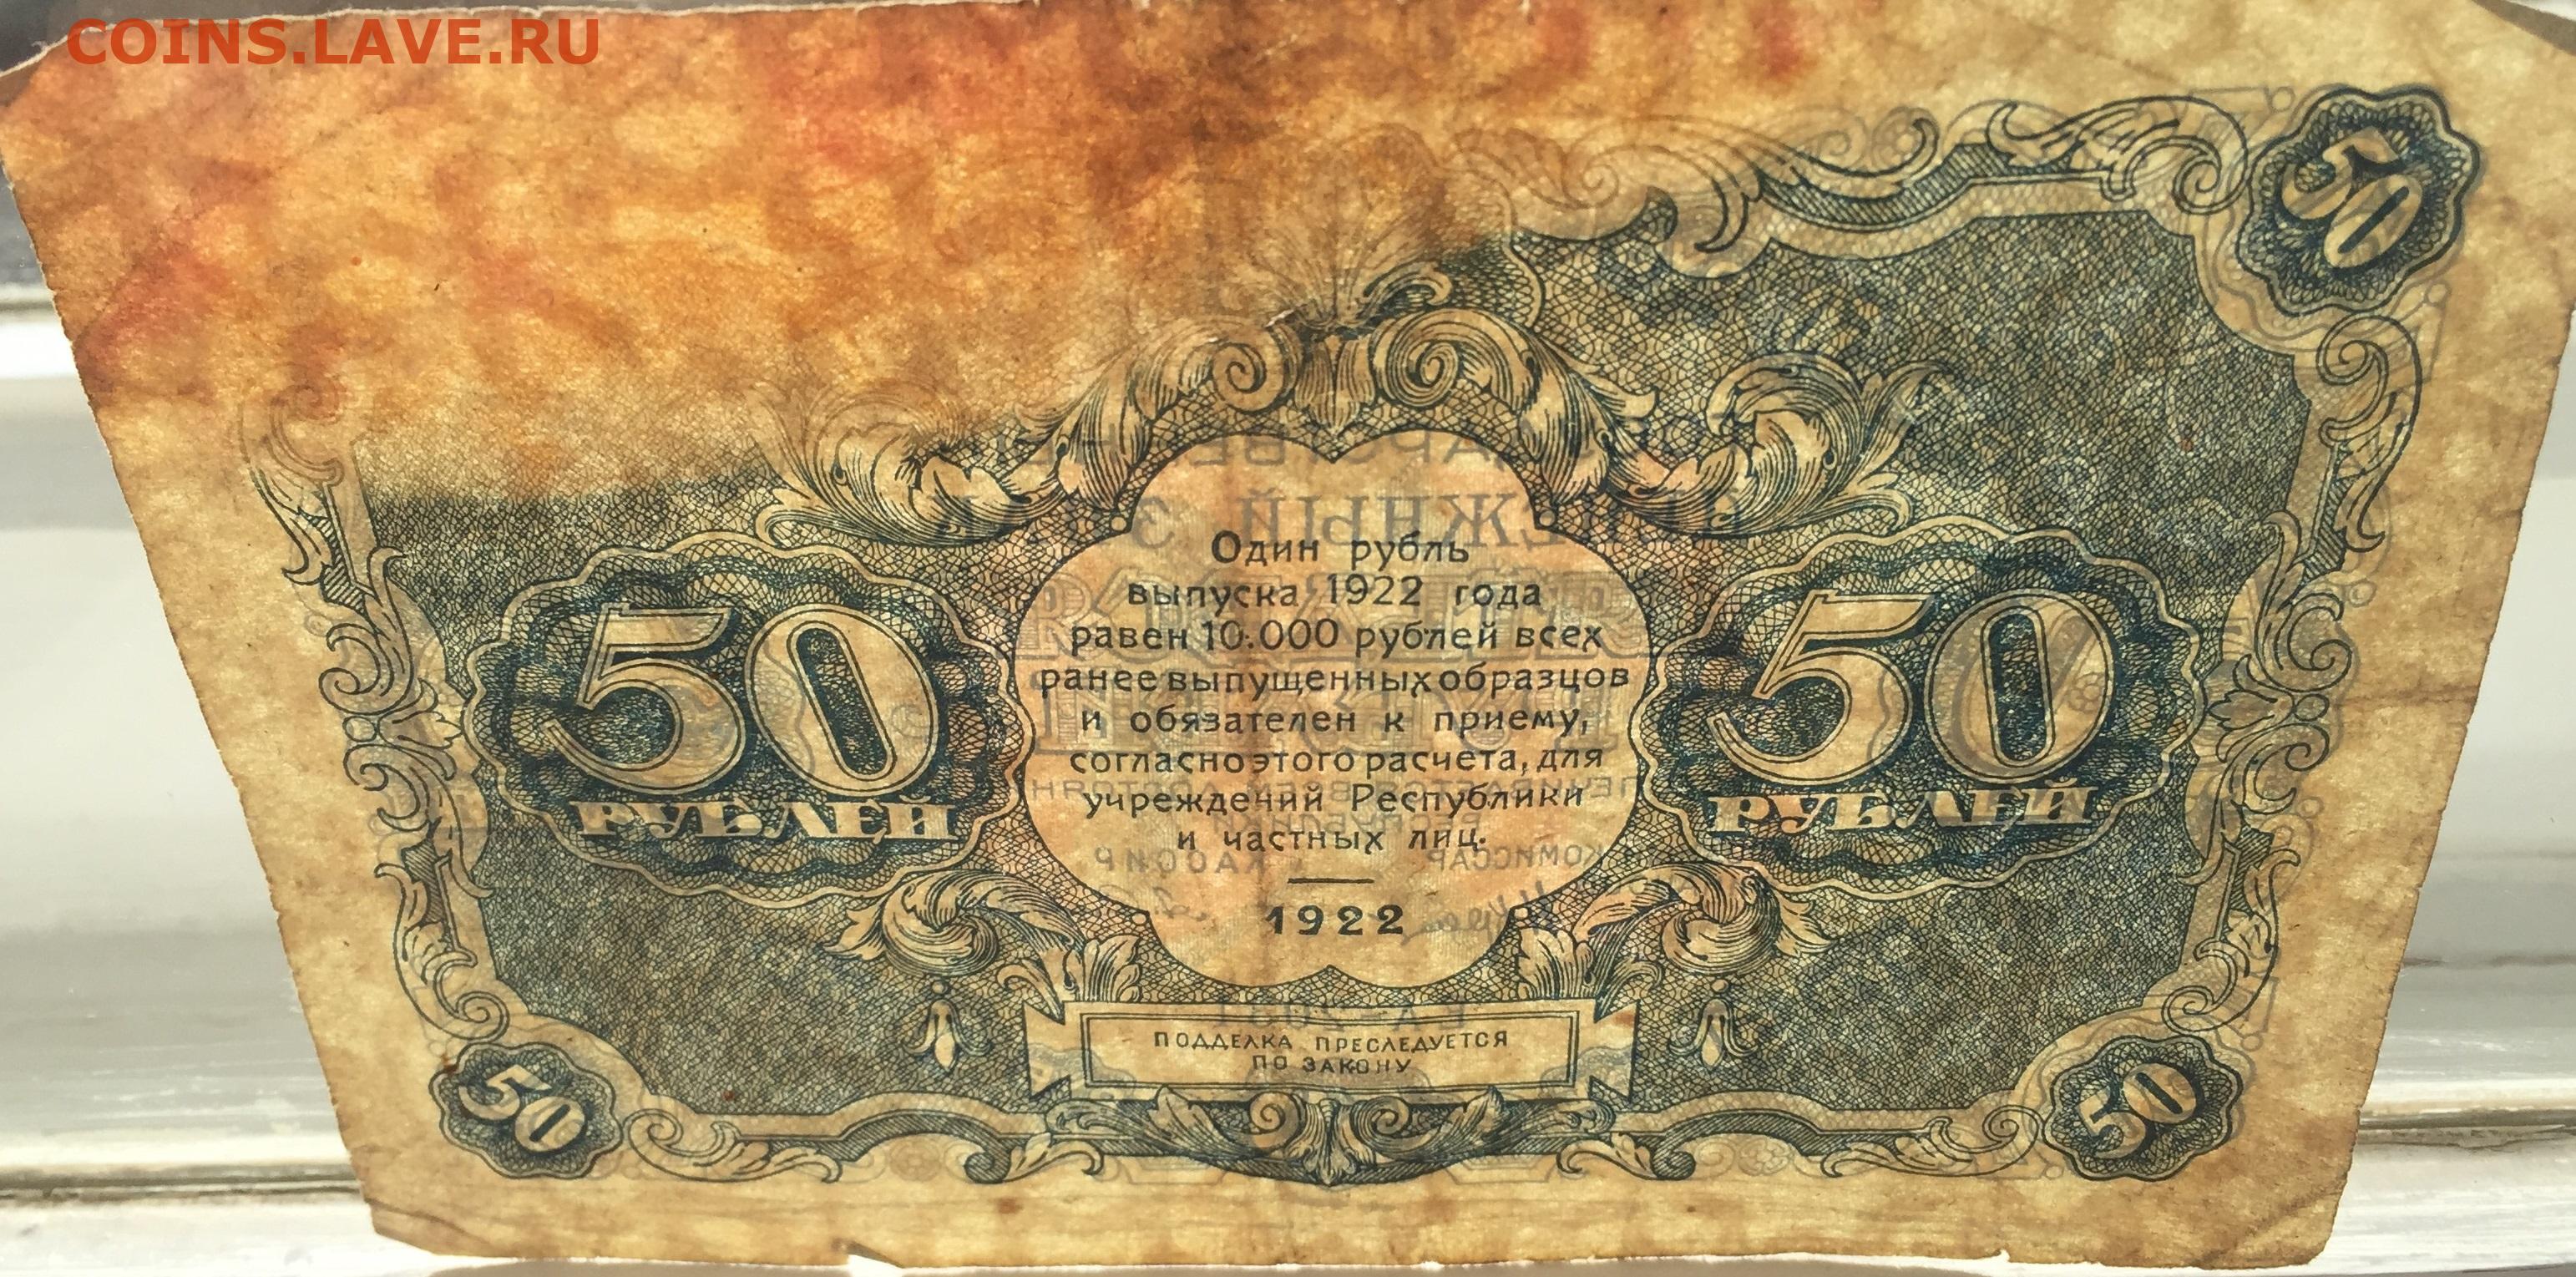 COINS.LAVE.RU
50
Один рубль
выпуска 1922 года
равен 10.000 рублей всех
ранее выпущенных образцов
и обязателен к приему,
согласно этого расчета, для
учреждений Республики
и частных лиц.
1922
50
РУБЛЕЙ
50
РУБЛЕЙ
ПОДДЕЛКА ПРЕСЛЕДУЕТСЯ
ПО ЗАКОНУ
50
50